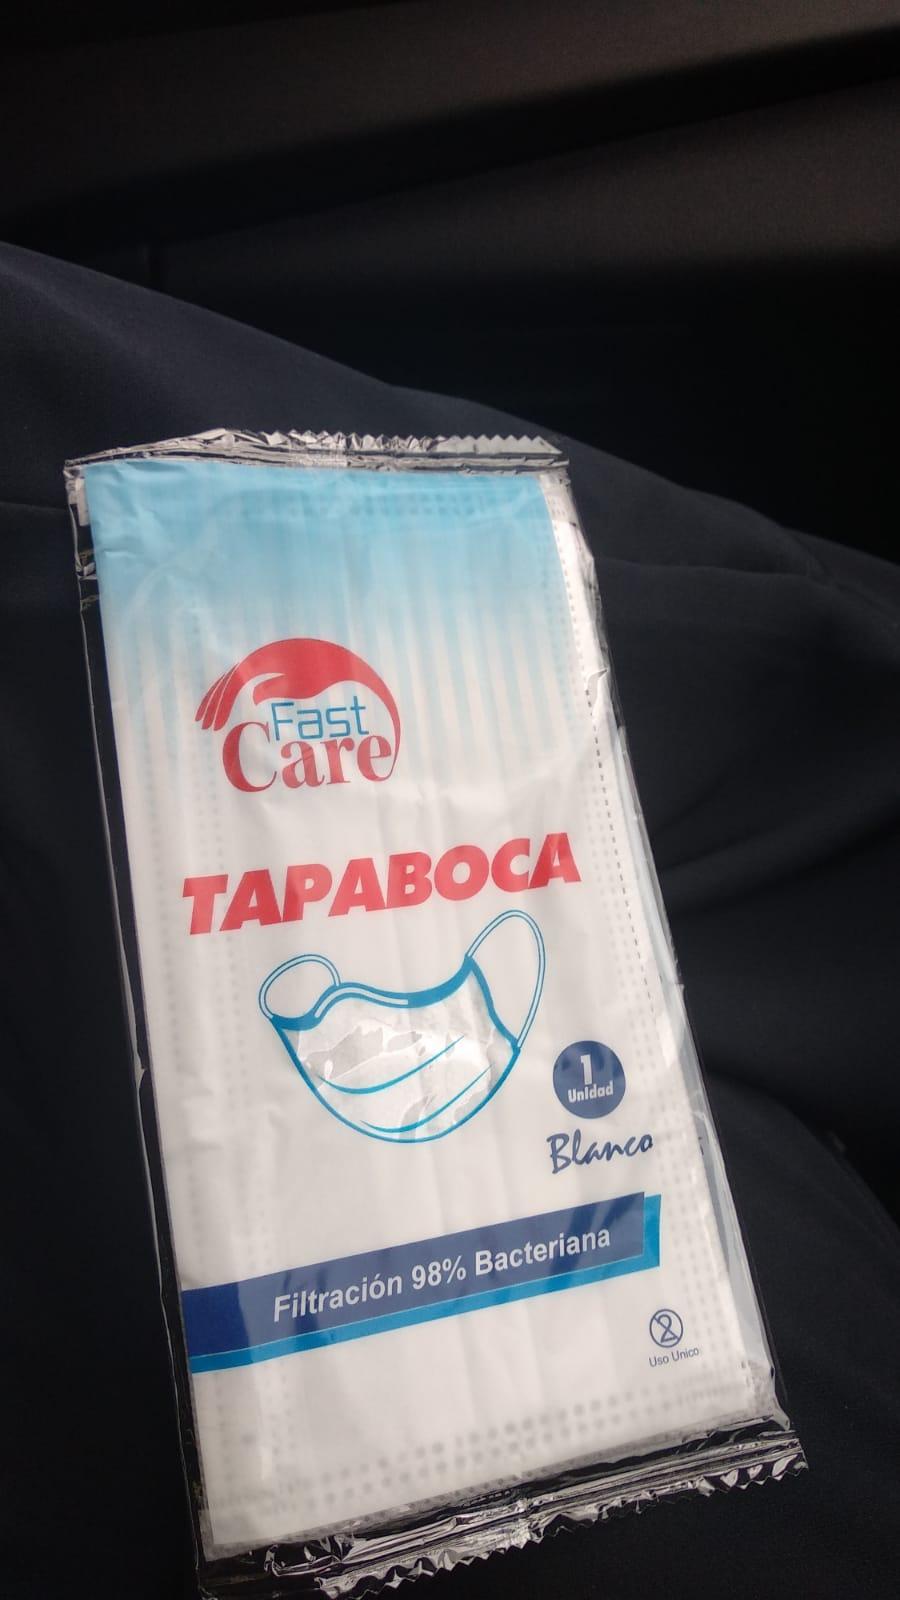 Fast
Care
TAPABOCA
1
Unidad
Blanco
Filtración 98% Bacteriana
2
Uso Unico